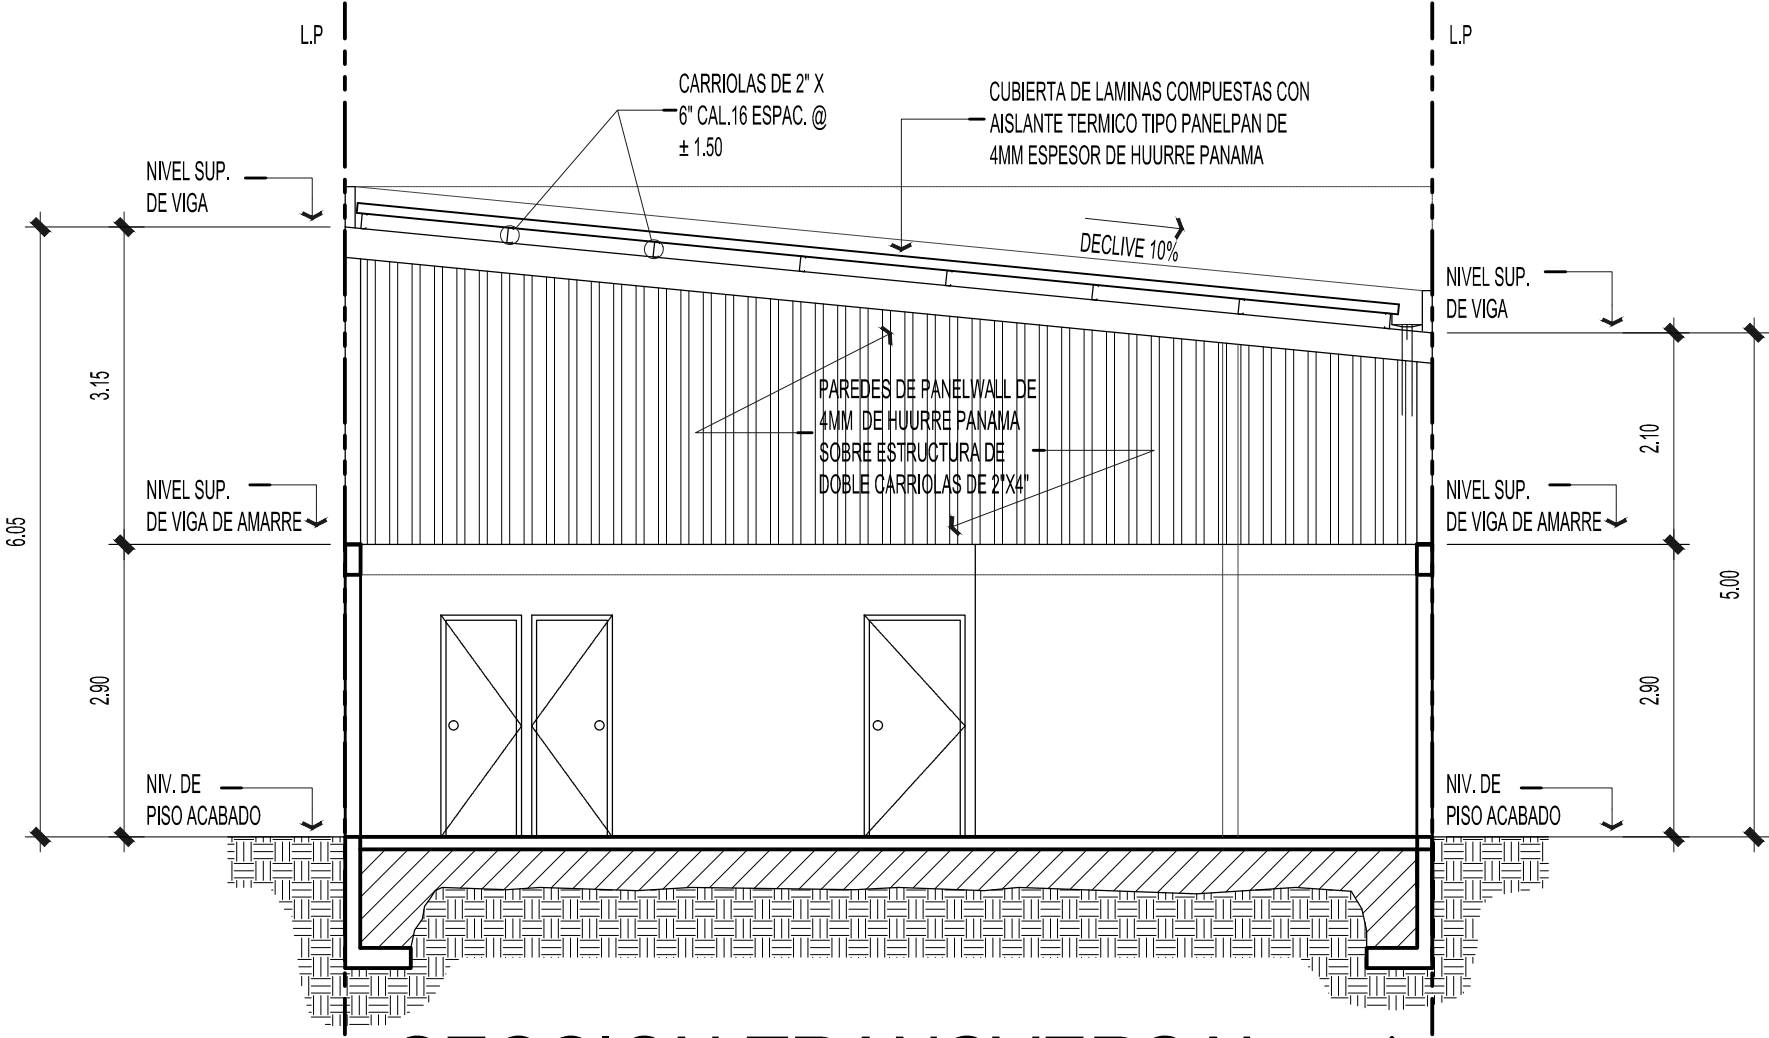 L.P
L.P
CARRIOLAS DE 2" X
6" CAL.16 ESPAC. @
± 1.50
CUBIERTA DE LAMINAS COMPUESTAS CON
AISLANTE TERMICO TIPO PANELPAN DE
4MM ESPESOR DE HUURRE PANAMA
NIVEL SUP.
DE VIGA
DECLIVE 10%
NIVEL SUP.
DE VIGA
3.15
PAREDES DE PANELWALL DE
4MM DE HUURRE PANAMA
SOBRE ESTRUCTURA DE
DOBLE CARRIOLAS DE 2"X4"
2.10
NIVEL SUP.
DE VIGA DE AMARRE
NIVEL SUP.
DE VIGA DE AMARRE
6.05
5.00
2.90
2.90
NIV. DE
PISO ACABADO
NIV. DE
PISO ACABADO